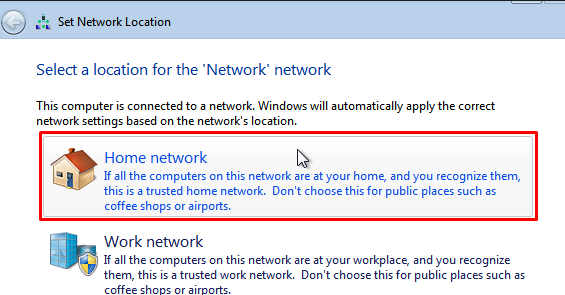 Set Network Location
Select a location for the 'Network' network
This computer is connected to a network. Windows will automatically apply the correct
network settings based on the network's location.
Home network
If all the computers on this network are at your home, and you recognize them,
this is a trusted home network. Don't choose this for public places such as
coffee shops or airports.
Work network
If all the computers on this network are at your workplace, and you recognize
them, this is a trusted work network. Don't choose this for public places such as
coffee shops or airports.